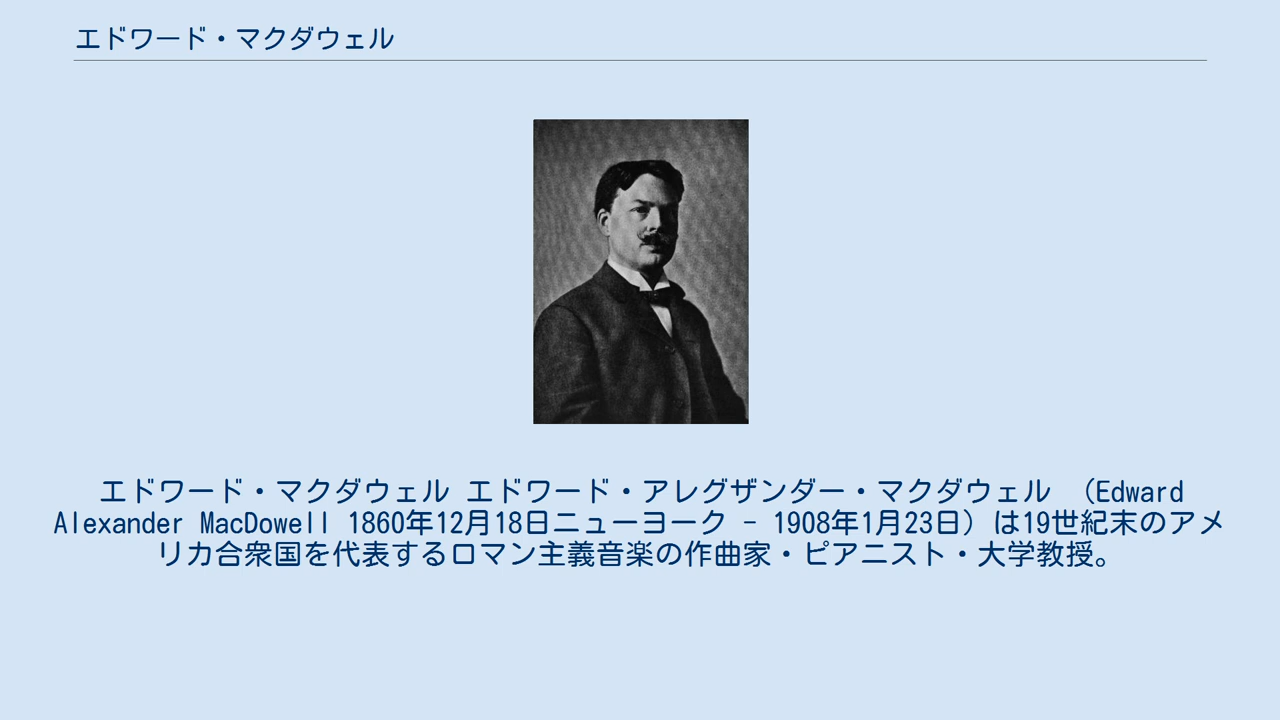 エドワード・マクダウェル
エドワード・マクダウェル エドワード・アレグザンダー・マクダウェル （Edward
Alexander MacDowell 1860年12月18日ニューヨーク - 1908年1月23日）は19世紀末のアメ
リカ合衆国を代表するロマン主義音楽の作曲家・ピアニスト・大学教授。